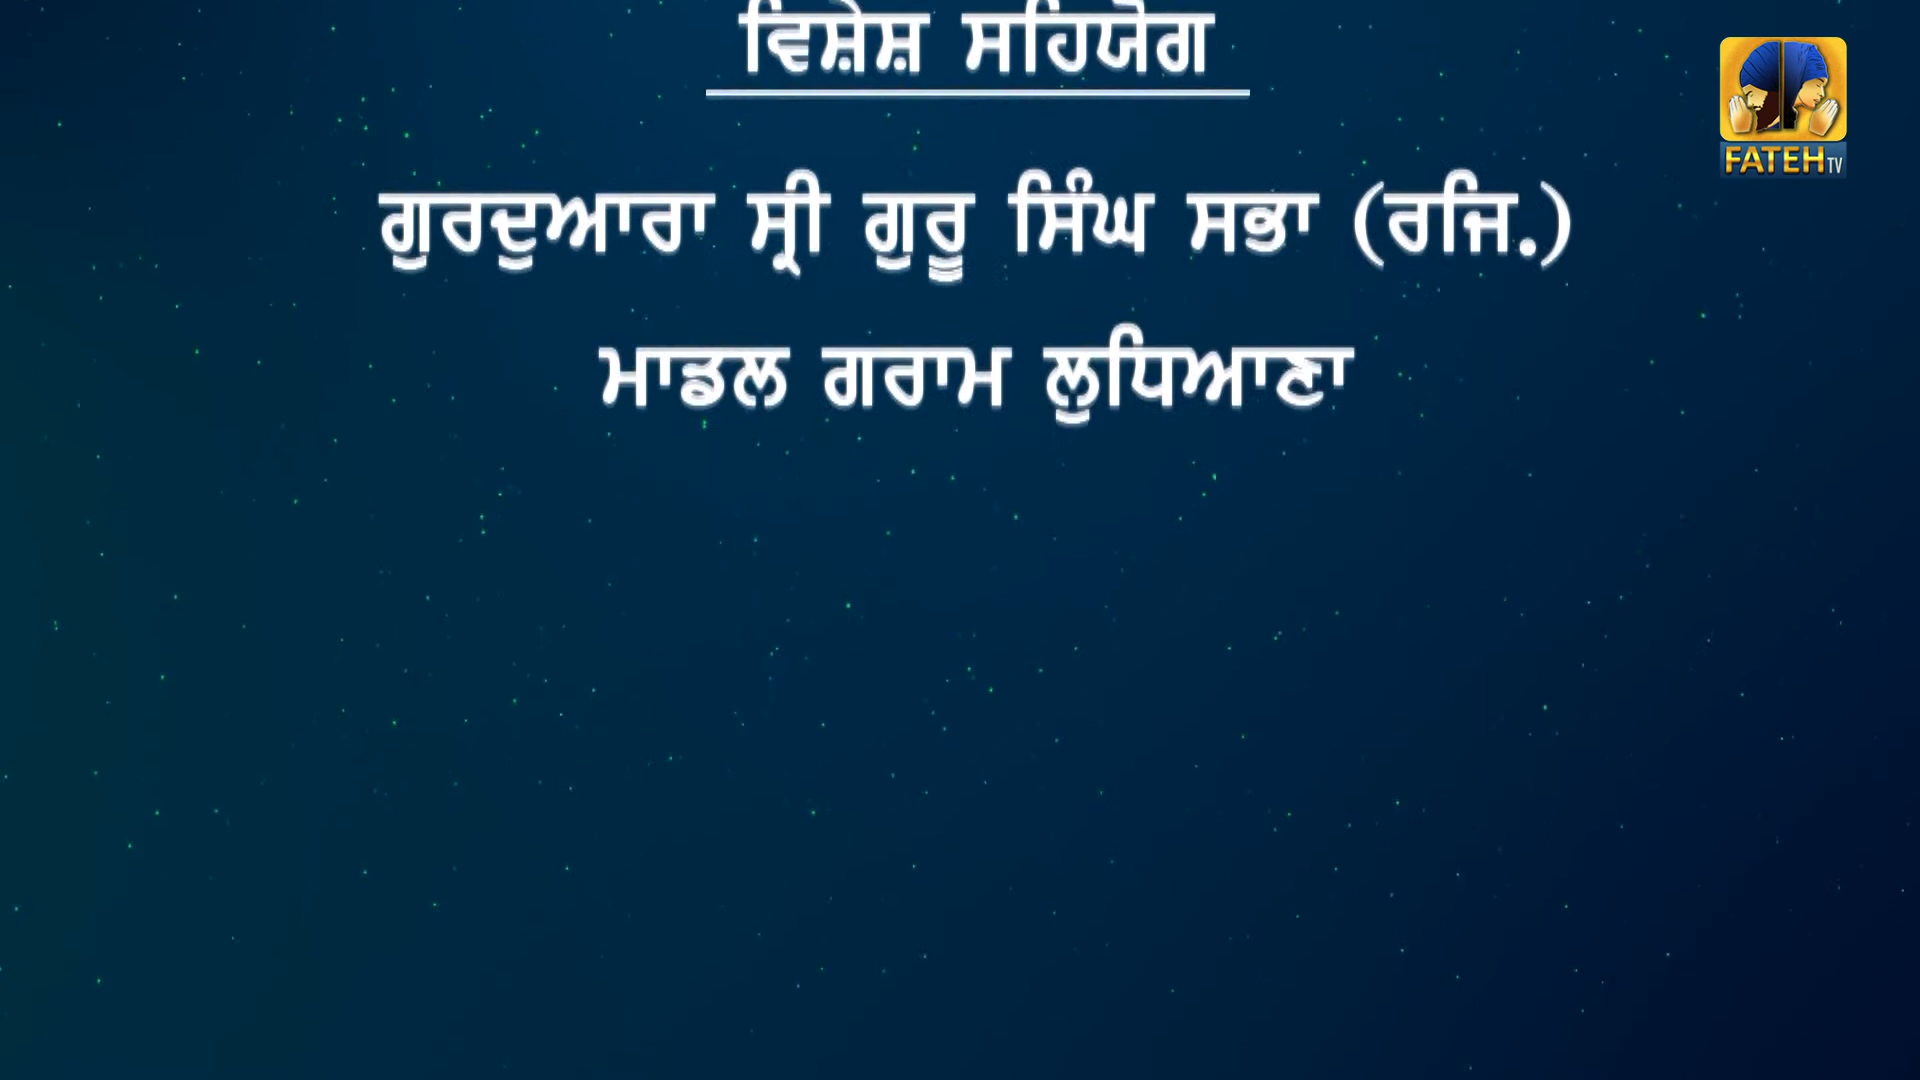 ਵਿਸ਼ੇਸ਼ ਸਹਿਯੋਗ
FATEH TV
ਗੁਰਦੁਆਰਾ ਸ੍ਰੀ ਗੁਰੂ ਸਿੰਘ ਸਭਾ (ਰਜਿ.)
ਮਾਡਲ ਗਰਾਮ ਲੁਧਿਆਣਾ